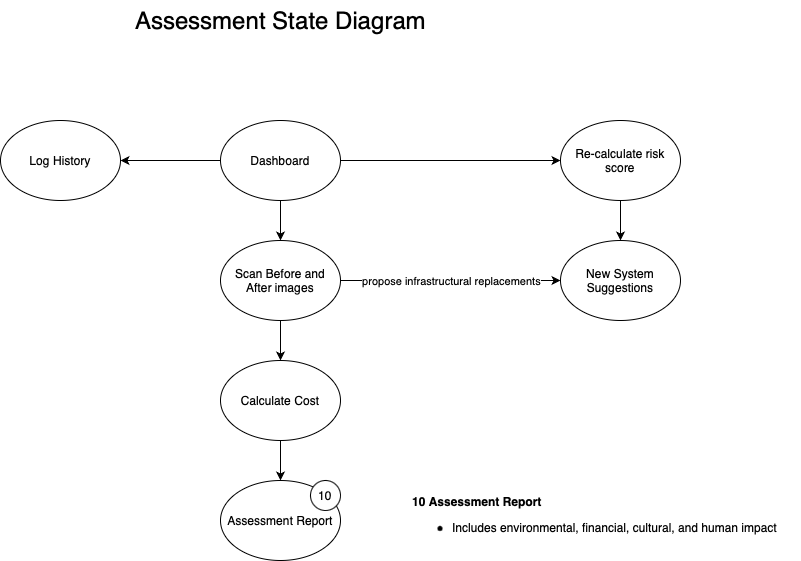 Assessment State Diagram
Log History
Dashboard
Re-calculate risk
score
Scan Before and
After images
propose infrastructural replacements
New System
Suggestions
Calculate Cost
10
Assessment Report
10 Assessment Report
• Includes environmental, financial, cultural, and human impact